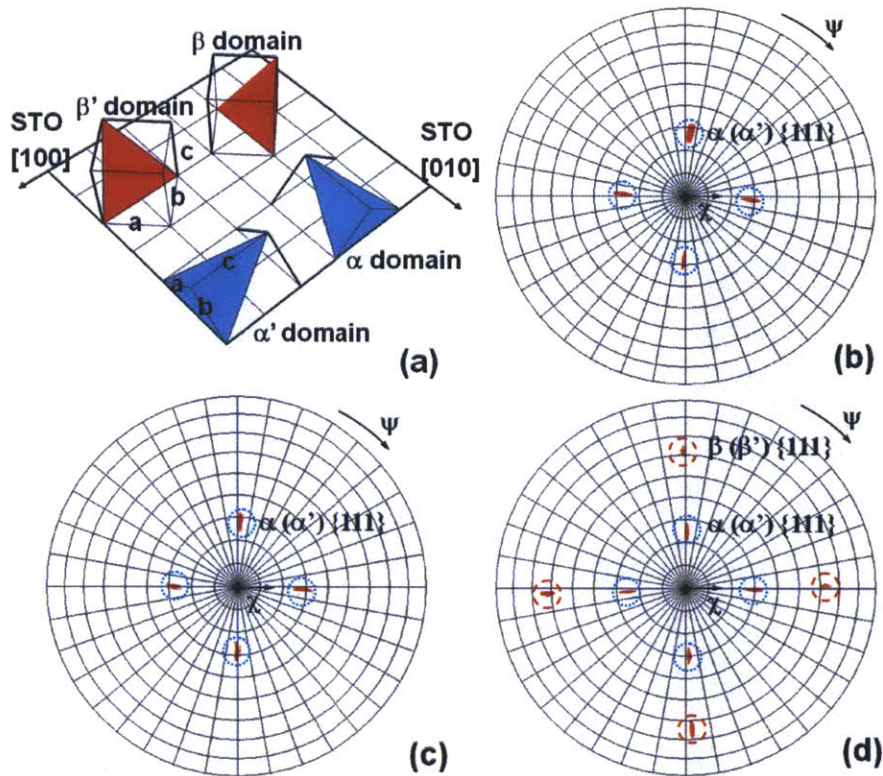 β domain
β' domain
STO
[100]
STO
[010]
c
b
a
α domain
a
c
b
α' domain
(a)
ψ
α (α') {111}
χ
(b)
ψ
α (α') {111}
χ
(c)
ψ
β (β') {111}
α (α') {111}
χ
(d)